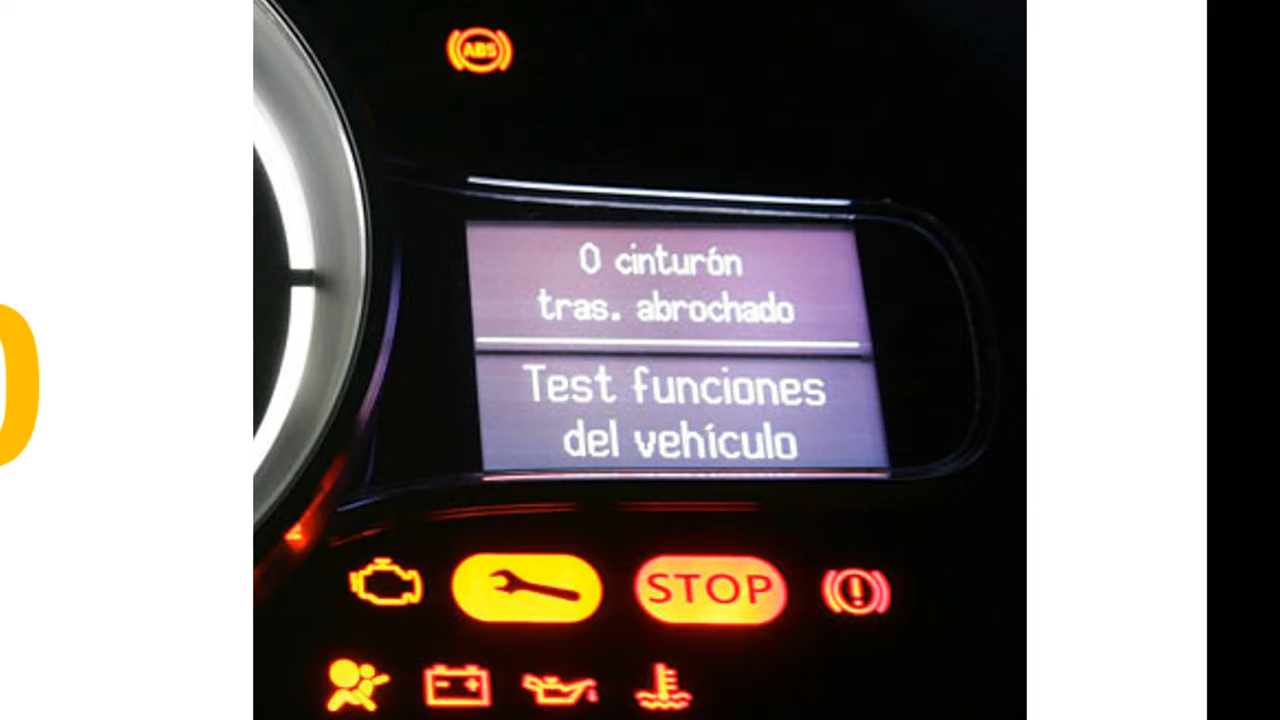 ABS
0 cinturón
tras. abrochado
Test funciones
del vehículo
STOP